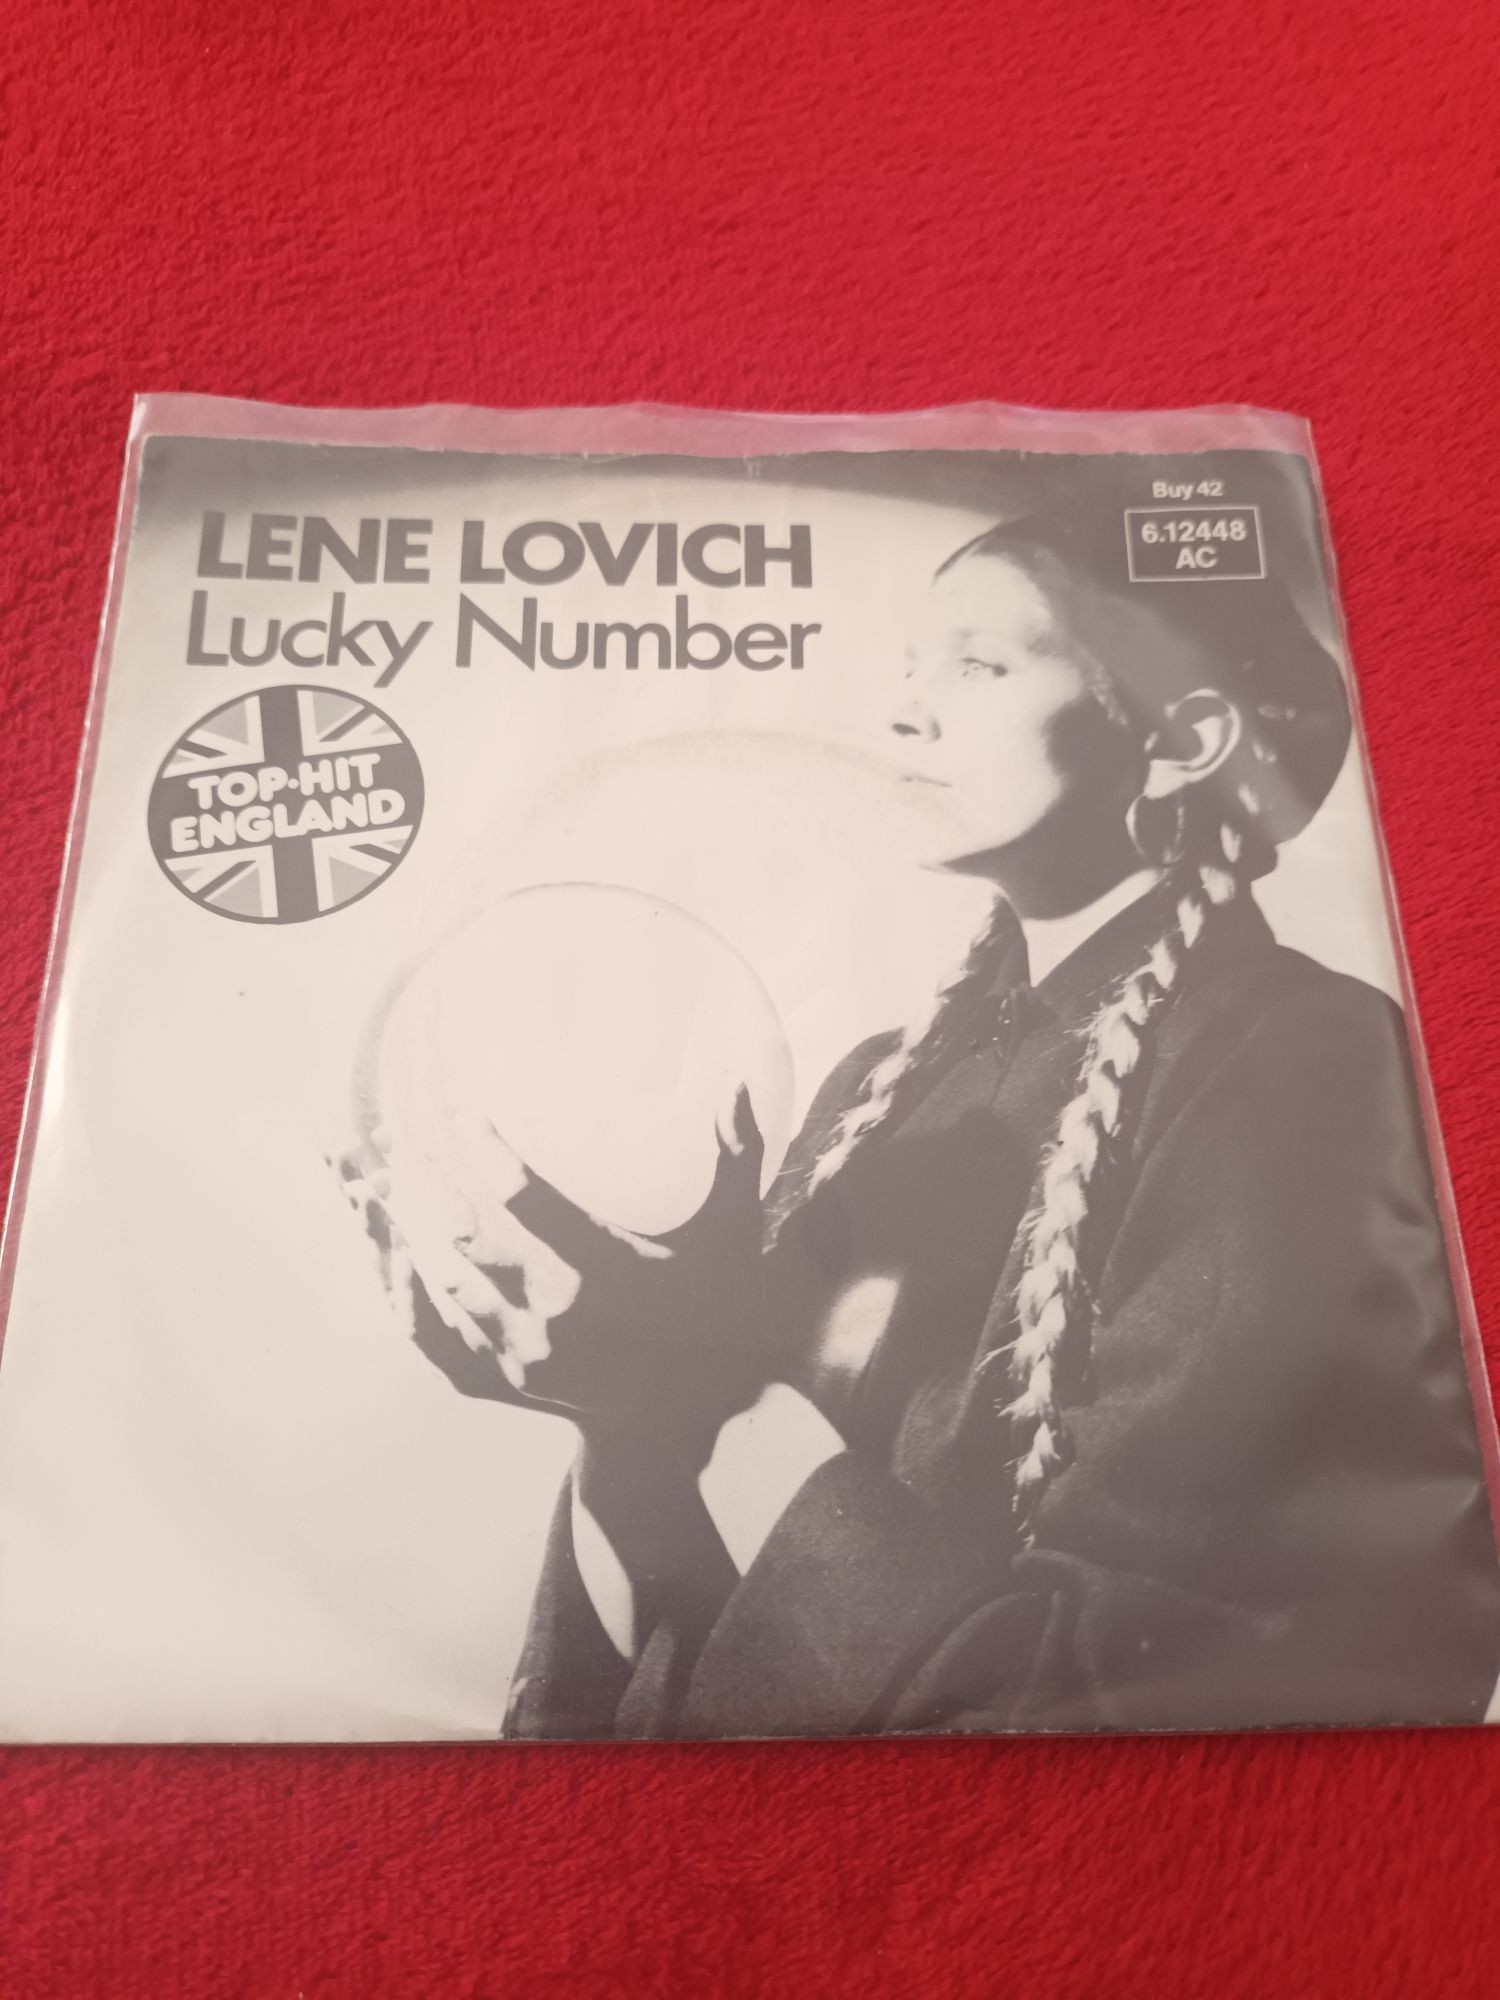 Buy 42
6.12448
AC
LENE LOVICH
Lucky Number
TOP·HIT
ENGLAND